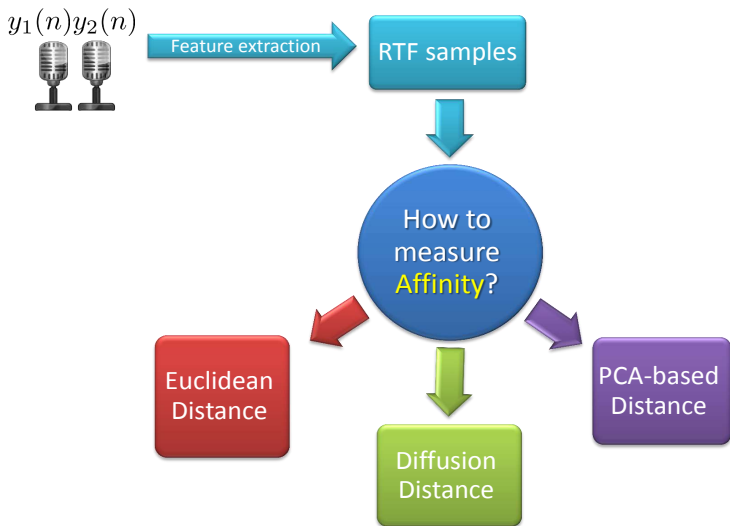 y₁(n)y₂(n)
Feature extraction
RTF samples
How to
measure
Affinity?
Euclidean
Distance
PCA-based
Distance
Diffusion
Distance